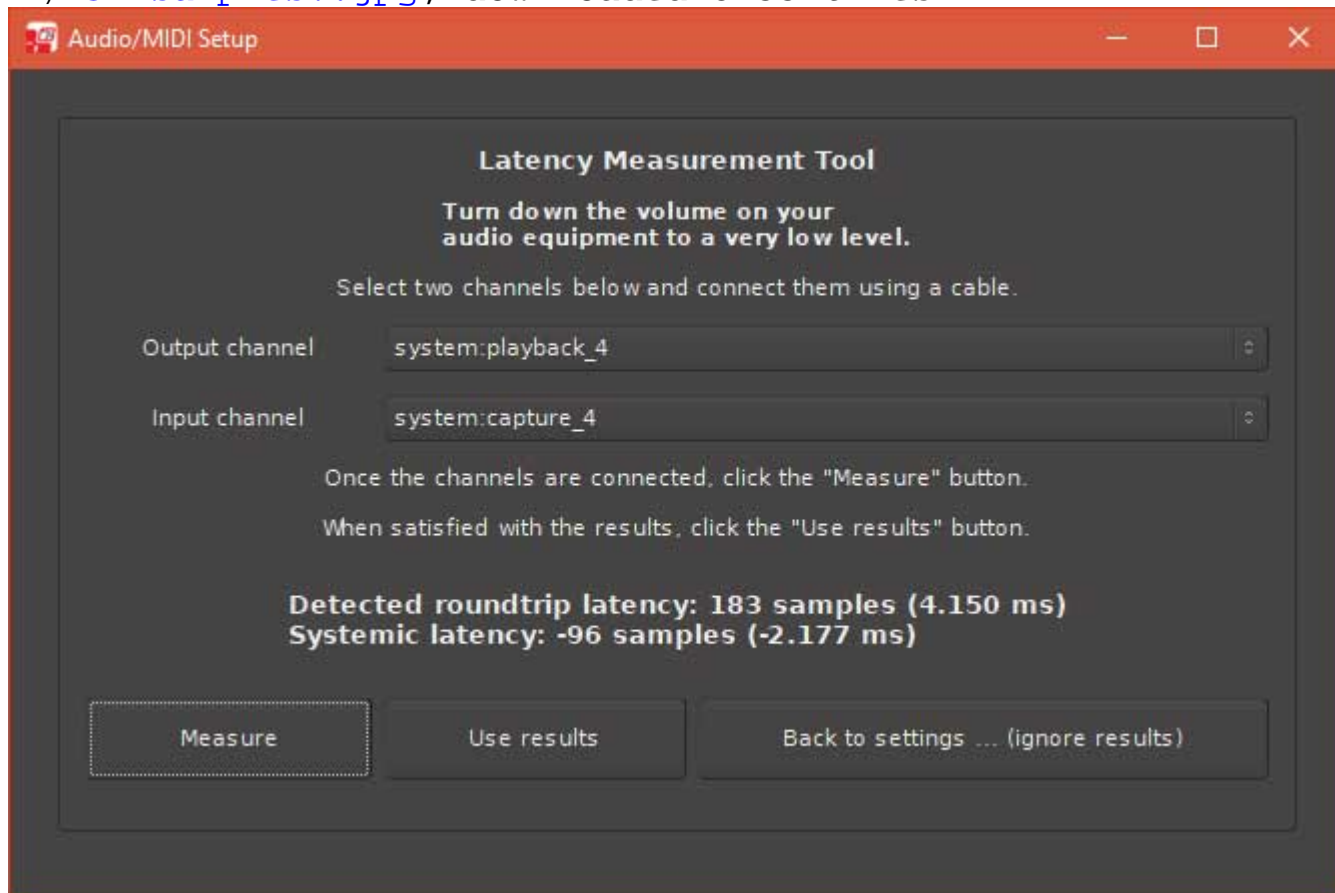 Audio/MIDI Setup
Latency Measurement Tool
Turn down the volume on your
audio equipment to a very low level.
Select two channels below and connect them using a cable.
Output channel system:playback_4
Input channel system:capture_4
Once the channels are connected, click the "Measure" button.
When satisfied with the results, click the "Use results" button.
Detected roundtrip latency: 183 samples (4.150 ms)
Systemic latency: -96 samples (-2.177 ms)
Measure Use results Back to settings ... (ignore results)